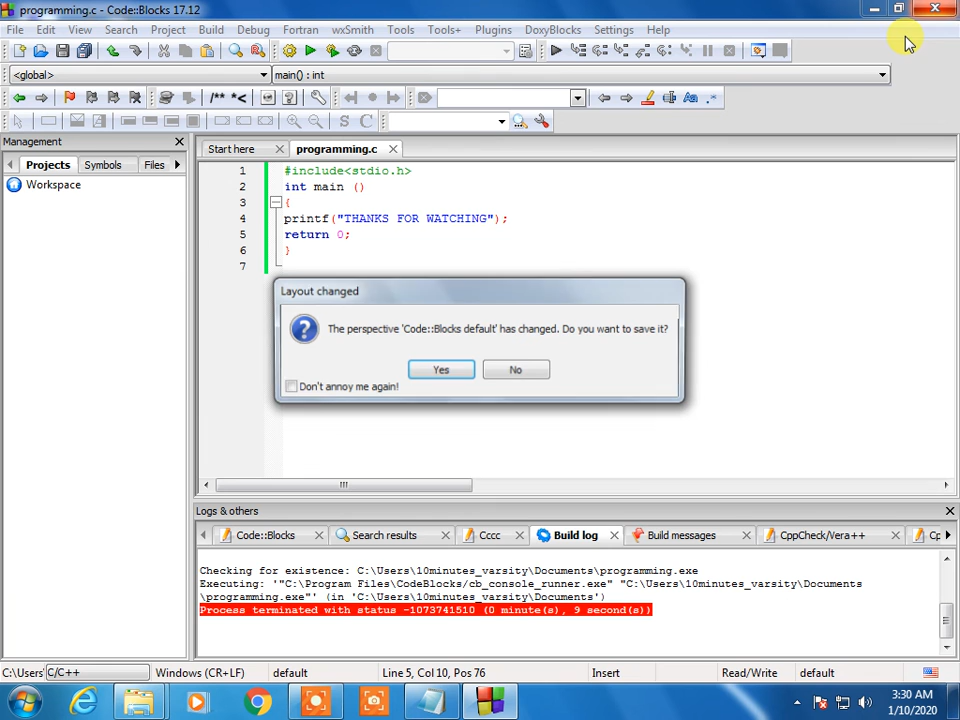 programming.c - Code::Blocks 17.12
File Edit View Search Project Build Debug Fortran wxSmith Tools Tools+ Plugins DoxyBlocks Settings Help
<global> main() : int
/** *<
S C Aa .*
Management
Start here programming.c
Projects Symbols Files
Workspace
1 #include<stdio.h>
2 int main ()
3 {
4 printf("THANKS FOR WATCHING");
5 return 0;
6 }
7
Layout changed
The perspective 'Code::Blocks default' has changed. Do you want to save it?
Yes No
Don't annoy me again!
Logs & others
Code::Blocks Search results Cccc Build log Build messages CppCheck/Vera++ Cp
Checking for existence: C:\Users\10minutes_varsity\Documents\programming.exe
Executing: '"C:\Program Files\CodeBlocks/cb_console_runner.exe" "C:\Users\10minutes_varsity\Documents
\programming.exe"' (in 'C:\Users\10minutes_varsity\Documents')
Process terminated with status -1073741510 (0 minute(s), 9 second(s))
C:\Users C/C++ Windows (CR+LF) default Line 5, Col 10, Pos 76 Insert Read/Write default
3:30 AM
1/10/2020